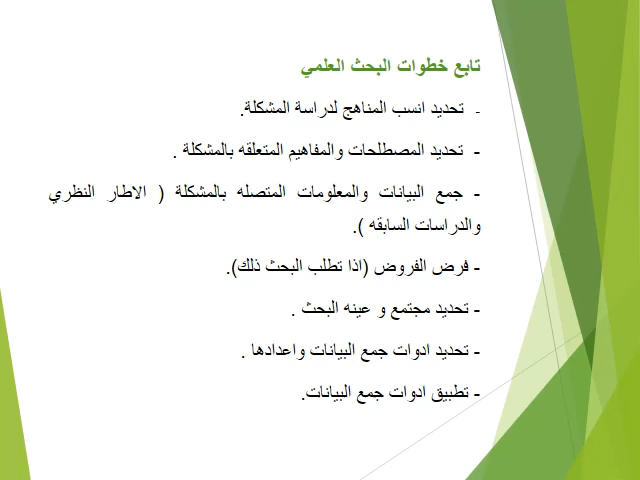 تابع خطوات البحث العلمي
- تحديد انسب المناهج لدراسة المشكلة.
- تحديد المصطلحات والمفاهيم المتعلقه بالمشكلة .
- جمع البيانات والمعلومات المتصله بالمشكلة ( الاطار النظري
والدراسات السابقه ).
- فرض الفروض (اذا تطلب البحث ذلك).
- تحديد مجتمع و عينه البحث .
- تحديد ادوات جمع البيانات واعدادها .
- تطبيق ادوات جمع البيانات.